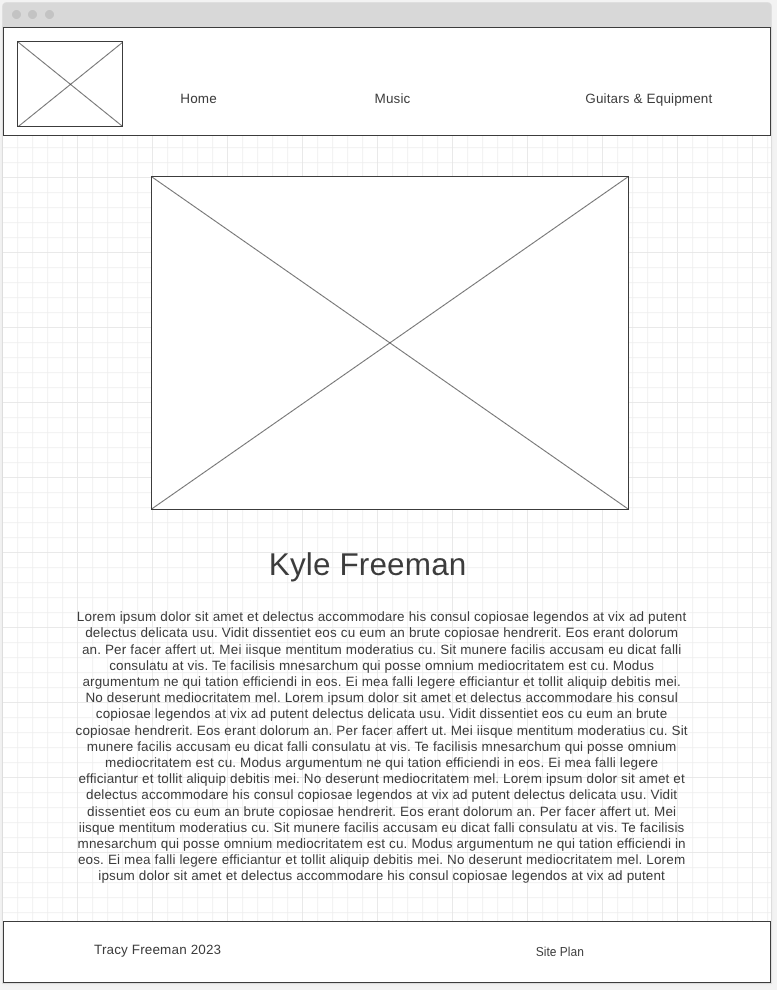 Home
Music
Guitars & Equipment
Kyle Freeman
Lorem ipsum dolor sit amet et delectus accommodare his consul copiosae legendos at vix ad putent
delectus delicata usu. Vidit dissentiet eos cu eum an brute copiosae hendrerit. Eos erant dolorum
an. Per facer affert ut. Mei iisque mentitum moderatius cu. Sit munere facilis accusam eu dicat falli
consulatu at vis. Te facilisis mnesarchum qui posse omnium mediocritatem est cu. Modus
argumentum ne qui tation efficiendi in eos. Ei mea falli legere efficiantur et tollit aliquip debitis mei.
No deserunt mediocritatem mel. Lorem ipsum dolor sit amet et delectus accommodare his consul
copiosae legendos at vix ad putent delectus delicata usu. Vidit dissentiet eos cu eum an brute
copiosae hendrerit. Eos erant dolorum an. Per facer affert ut. Mei iisque mentitum moderatius cu. Sit
munere facilis accusam eu dicat falli consulatu at vis. Te facilisis mnesarchum qui posse omnium
mediocritatem est cu. Modus argumentum ne qui tation efficiendi in eos. Ei mea falli legere
efficiantur et tollit aliquip debitis mei. No deserunt mediocritatem mel. Lorem ipsum dolor sit amet et
delectus accommodare his consul copiosae legendos at vix ad putent delectus delicata usu. Vidit
dissentiet eos cu eum an brute copiosae hendrerit. Eos erant dolorum an. Per facer affert ut. Mei
iisque mentitum moderatius cu. Sit munere facilis accusam eu dicat falli consulatu at vis. Te facilisis
mnesarchum qui posse omnium mediocritatem est cu. Modus argumentum ne qui tation efficiendi in
eos. Ei mea falli legere efficiantur et tollit aliquip debitis mei. No deserunt mediocritatem mel. Lorem
ipsum dolor sit amet et delectus accommodare his consul copiosae legendos at vix ad putent
Tracy Freeman 2023
Site Plan